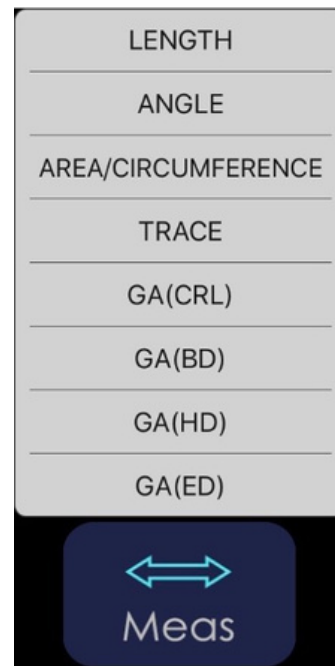 LENGTH
ANGLE
AREA/CIRCUMFERENCE
TRACE
GA(CRL)
GA(BD)
GA(HD)
GA(ED)
Meas